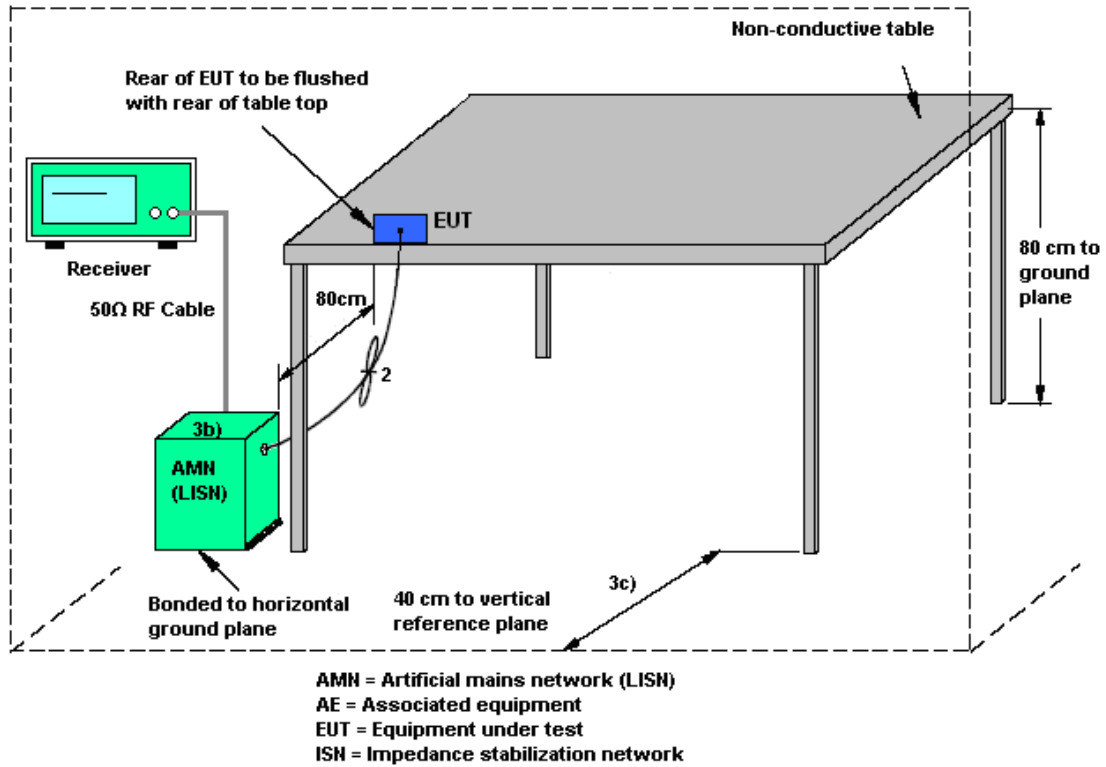 Non-conductive table
Rear of EUT to be flushed
with rear of table top
EUT
Receiver
80 cm to
ground
plane
80cm
50Ω RF Cable
2
3b)
AMN
(LISN)
3c)
Bonded to horizontal
ground plane
40 cm to vertical
reference plane
AMN = Artificial mains network (LISN)
AE = Associated equipment
EUT = Equipment under test
ISN = Impedance stabilization network